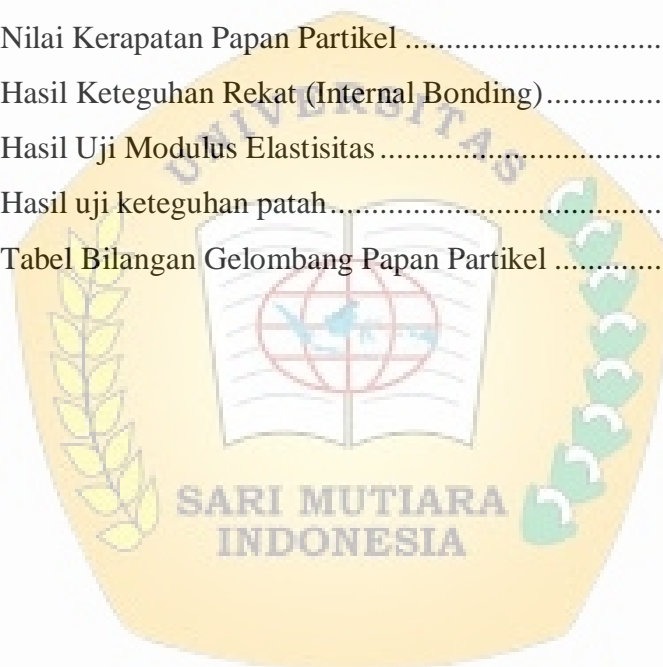 Nilai Kerapatan Papan Partikel ..............................
Hasil Keteguhan Rekat (Internal Bonding)..............
Hasil Uji Modulus Elastisitas...................................
Hasil uji keteguhan patah.........................................
Tabel Bilangan Gelombang Papan Partikel .............
UNIVERSITAS
SARI MUTIARA
INDONESIA